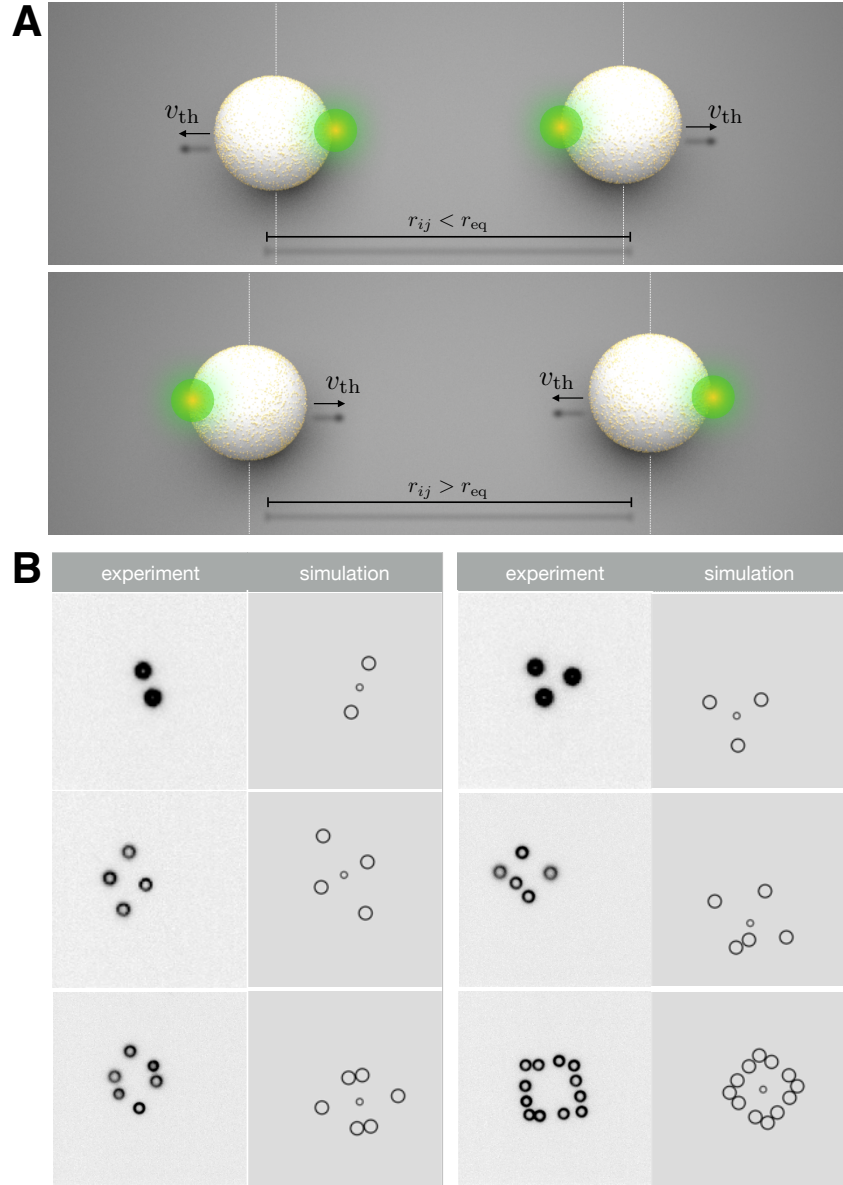 A
v_th
v_th
r_ij < r_eq
v_th
v_th
r_ij > r_eq
B
experiment simulation experiment simulation